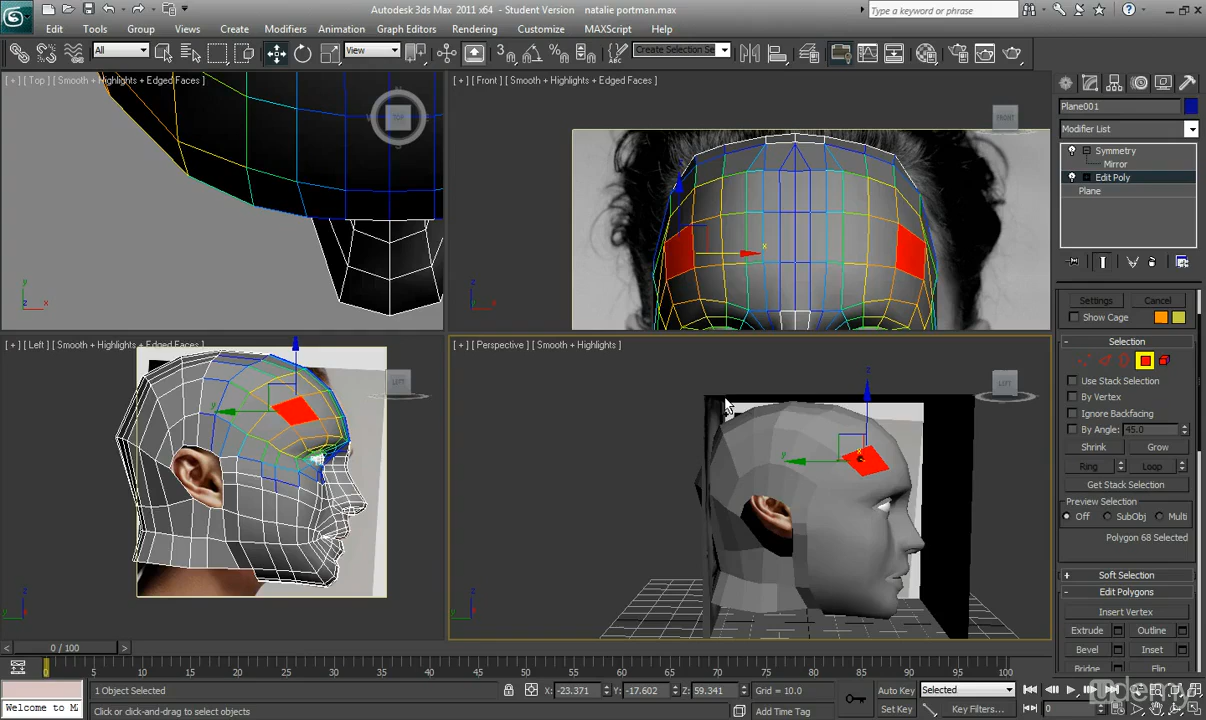 Autodesk 3ds Max 2011 x64 - Student Version natalie portman.max
Type a keyword or phrase
Edit Tools Group Views Create Modifiers Animation Graph Editors Rendering Customize MAXScript Help
All View Create Selection Se
[ + ] [ Top ] [ Smooth + Highlights + Edged Faces ]
[ + ] [ Front ] [ Smooth + Highlights + Edged Faces ]
TOP
FRONT
[ + ] [ Left ] [ Smooth + Highlights + Edged Faces ]
[ + ] [ Perspective ] [ Smooth + Highlights ]
LEFT
LEFT
Plane001
Modifier List
Symmetry
Mirror
Edit Poly
Plane
Settings Cancel
Show Cage
Selection
Use Stack Selection
By Vertex
Ignore Backfacing
By Angle: 45.0
Shrink Grow
Ring Loop
Get Stack Selection
Preview Selection
Off SubObj Multi
Polygon 68 Selected
Soft Selection
Edit Polygons
Insert Vertex
Extrude Outline
Bevel Inset
Bridge Flip
0 / 100
0 5 10 15 20 25 30 35 40 45 50 55 60 65 70 75 80 85 90 95 100
1 Object Selected X: -23.371 Y: -17.602 Z: 59.341 Grid = 10.0 Auto Key Selected
Welcome to MA Click or click-and-drag to select objects Add Time Tag Set Key Key Filters... 0
udemy